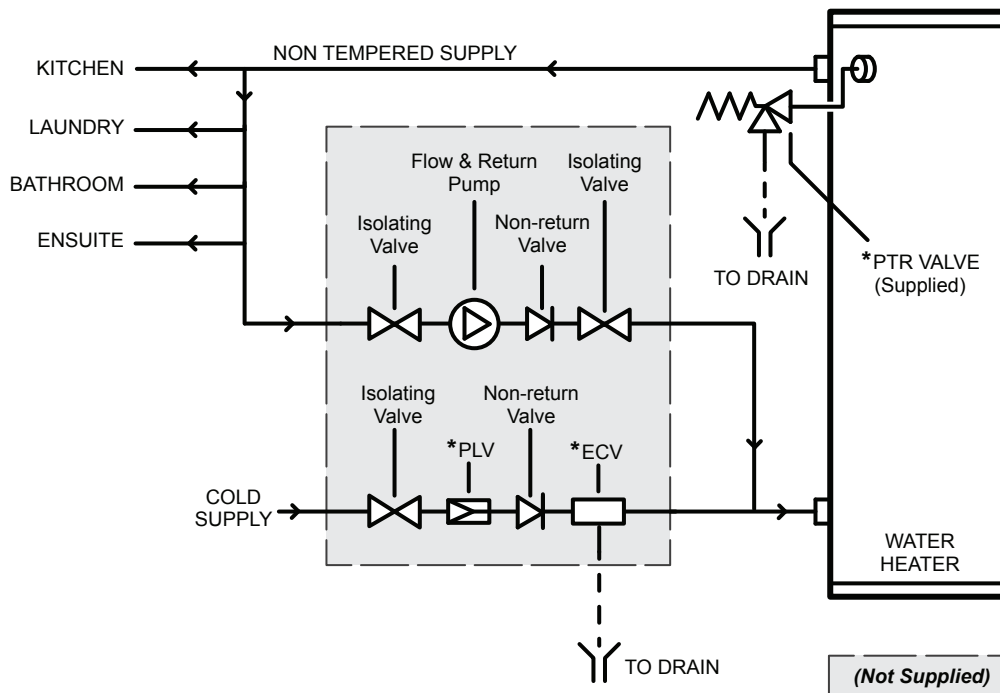 NON TEMPERED SUPPLY
KITCHEN
LAUNDRY
BATHROOM
ENSUITE
Flow & Return
Pump
Isolating
Valve
Isolating
Valve
Non-return
Valve
*PTR VALVE
(Supplied)
TO DRAIN
Isolating
Valve
Non-return
Valve
*PLV
*ECV
COLD
SUPPLY
WATER
HEATER
TO DRAIN
(Not Supplied)